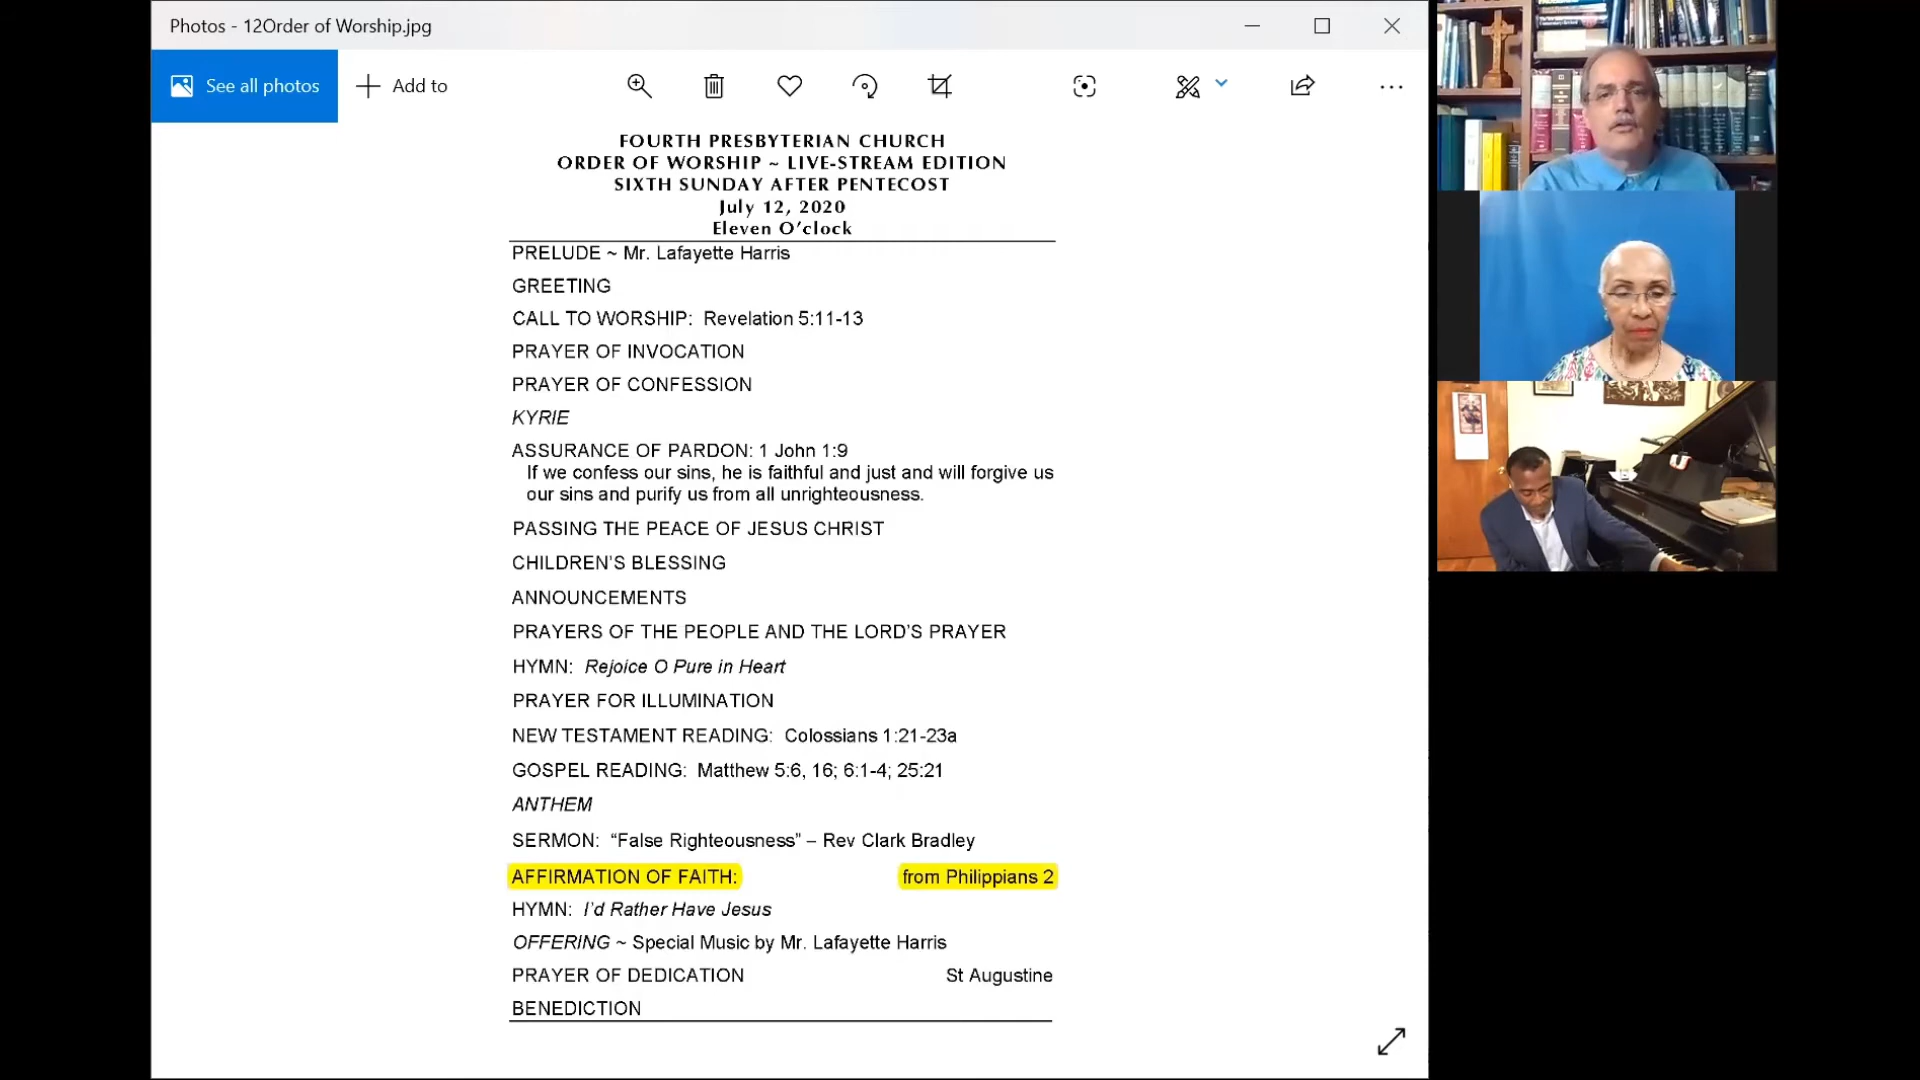 Photos - 12Order of Worship.jpg
See all photos
Add to
FOURTH PRESBYTERIAN CHURCH
ORDER OF WORSHIP ~ LIVE-STREAM EDITION
SIXTH SUNDAY AFTER PENTECOST
July 12, 2020
Eleven O'clock
PRELUDE ~ Mr. Lafayette Harris
GREETING
CALL TO WORSHIP: Revelation 5:11-13
PRAYER OF INVOCATION
PRAYER OF CONFESSION
KYRIE
ASSURANCE OF PARDON: 1 John 1:9
If we confess our sins, he is faithful and just and will forgive us
our sins and purify us from all unrighteousness.
PASSING THE PEACE OF JESUS CHRIST
CHILDREN'S BLESSING
ANNOUNCEMENTS
PRAYERS OF THE PEOPLE AND THE LORD'S PRAYER
HYMN: Rejoice O Pure in Heart
PRAYER FOR ILLUMINATION
NEW TESTAMENT READING: Colossians 1:21-23a
GOSPEL READING: Matthew 5:6, 16; 6:1-4; 25:21
ANTHEM
SERMON: "False Righteousness" – Rev Clark Bradley
AFFIRMATION OF FAITH: from Philippians 2
HYMN: I'd Rather Have Jesus
OFFERING ~ Special Music by Mr. Lafayette Harris
PRAYER OF DEDICATION St Augustine
BENEDICTION